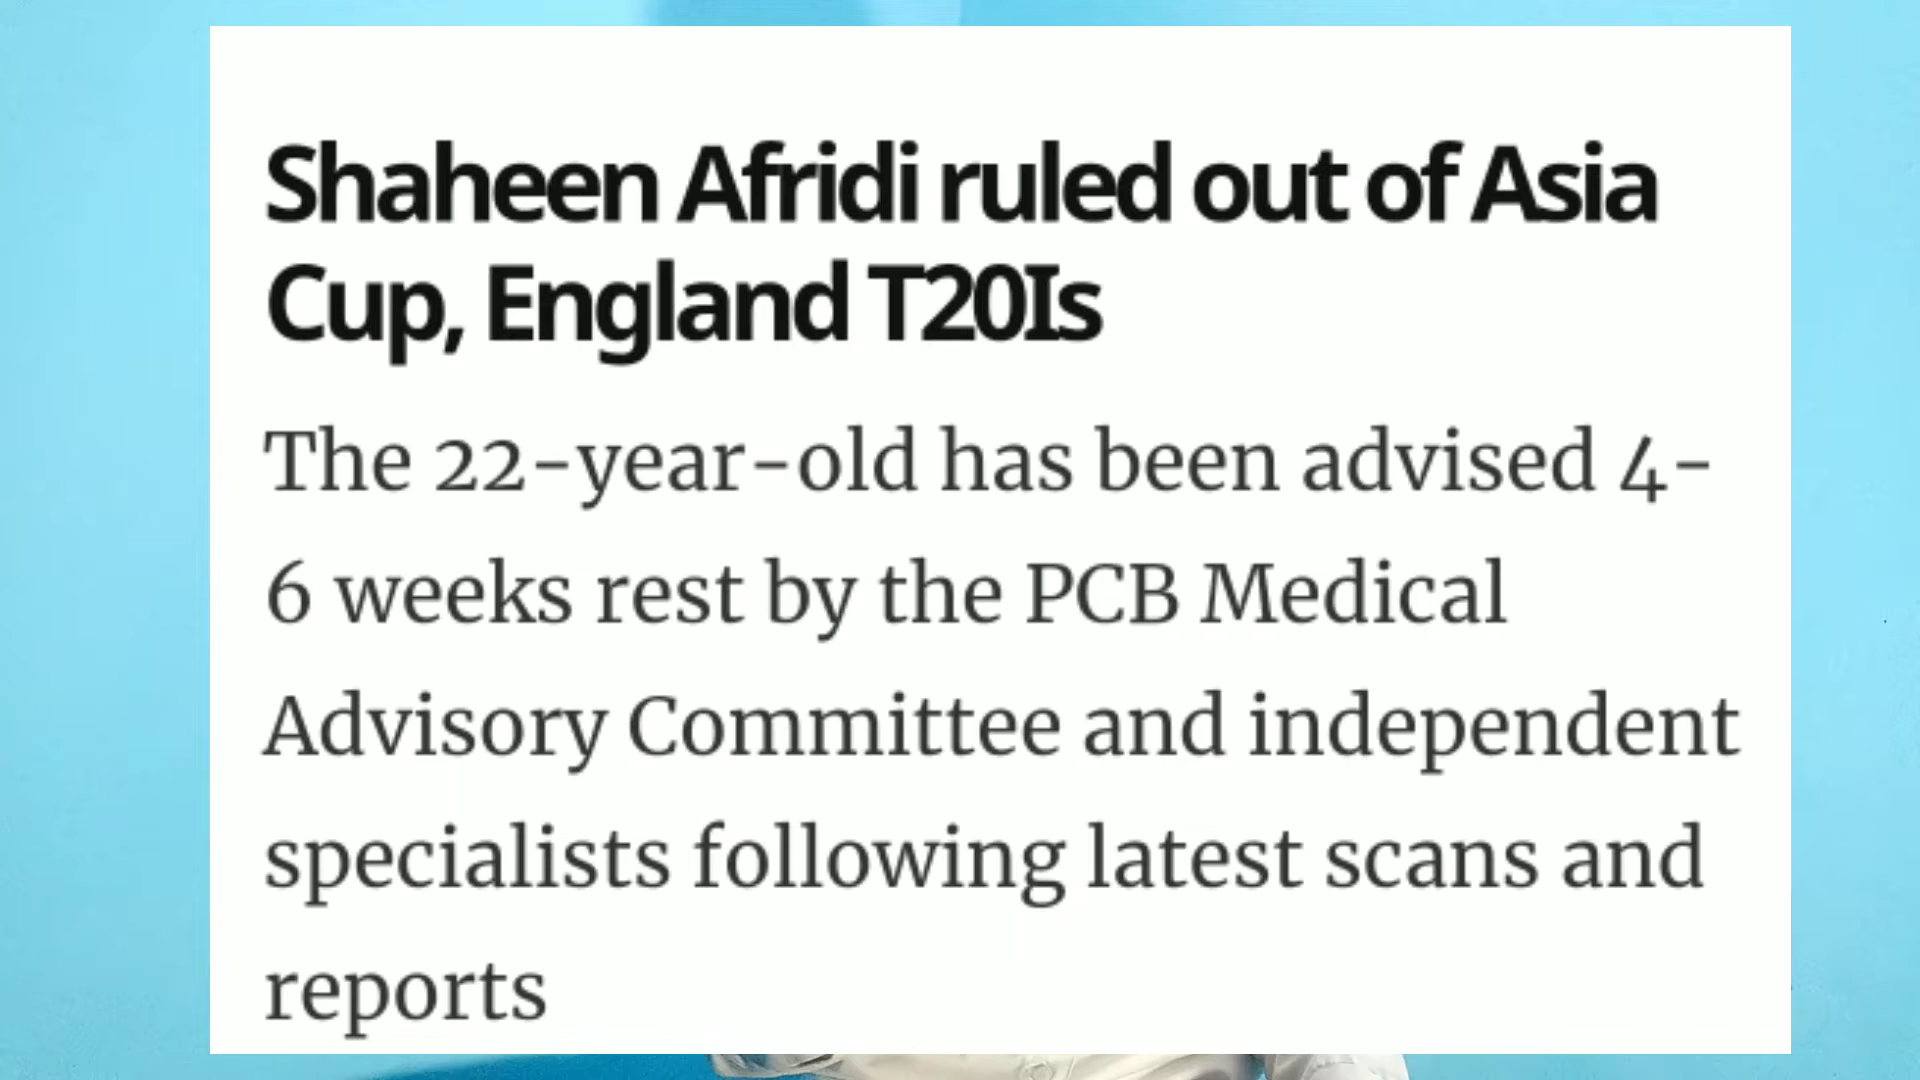 Shaheen Afridi ruled out of Asia
Cup, England T20Is
The 22-year-old has been advised 4-
6 weeks rest by the PCB Medical
Advisory Committee and independent
specialists following latest scans and
reports